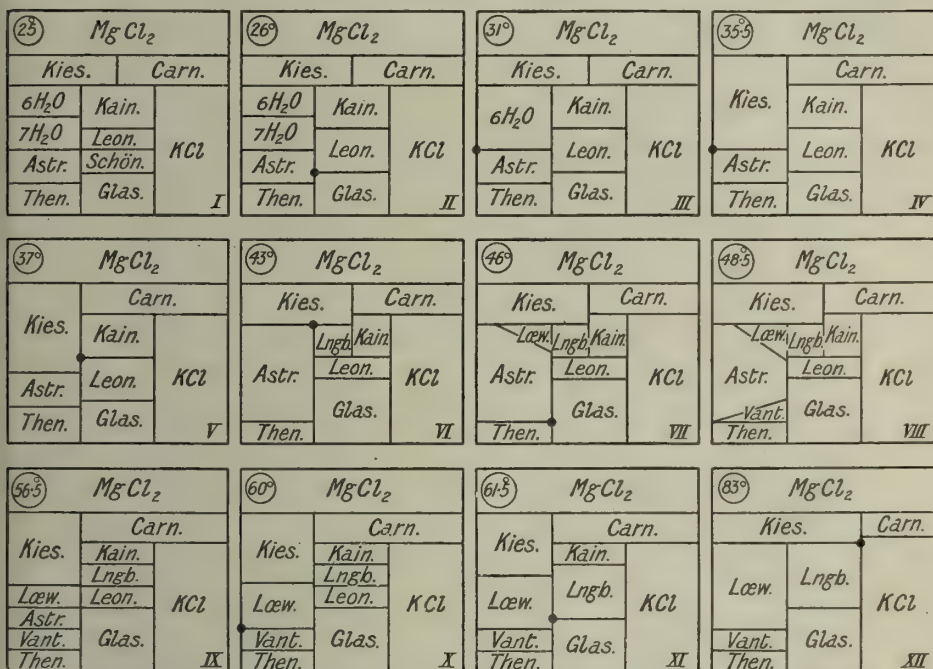 25° MgCl₂
Kies. Carn.
6H₂O Kain.
7H₂O Leon. KCl
Astr. Schön.
Then. Glas. I
26° MgCl₂
Kies. Carn.
6H₂O Kain.
7H₂O
Astr. Leon. KCl
Then. Glas. II
31° MgCl₂
Kies. Carn.
6H₂O Kain.
Astr. Leon. KCl
Then. Glas. III
35·5° MgCl₂
Carn.
Kies. Kain.
Astr. Leon. KCl
Then. Glas. IV
37° MgCl₂
Carn.
Kies. Kain.
Astr. Leon. KCl
Then. Glas. V
43° MgCl₂
Kies. Carn.
Lngb. Kain.
Astr. Leon. KCl
Glas.
Then. VI
46° MgCl₂
Kies. Carn.
Lœw. Lngb. Kain.
Astr. Leon. KCl
Glas.
Then. VII
48·5° MgCl₂
Kies. Carn.
Lœw. Lngb. Kain.
Astr. Leon. KCl
Vant. Glas.
Then. VIII
56·5° MgCl₂
Carn.
Kies. Kain.
Lngb.
Lœw. Leon. KCl
Astr.
Vant. Glas.
Then. IX
60° MgCl₂
Carn.
Kies. Kain.
Lngb.
Lœw. Leon. KCl
Vant. Glas.
Then. X
61·5° MgCl₂
Carn.
Kies. Kain.
Lœw. Lngb. KCl
Vant. Glas.
Then. XI
83° MgCl₂
Kies. Carn.
Lœw. Lngb. KCl
Vant. Glas.
Then. XII